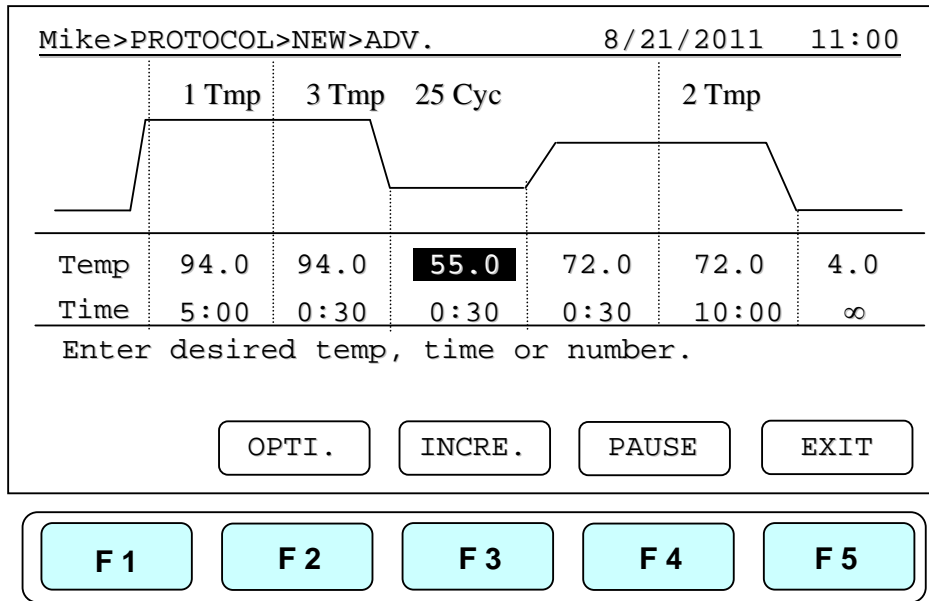 Mike>PROTOCOL>NEW>ADV. 8/21/2011 11:00
1 Tmp 3 Tmp 25 Cyc 2 Tmp
Temp 94.0 94.0 55.0 72.0 72.0 4.0
Time 5:00 0:30 0:30 0:30 10:00 ∞
Enter desired temp, time or number.
OPTI. INCRE. PAUSE EXIT
F 1 F 2 F 3 F 4 F 5